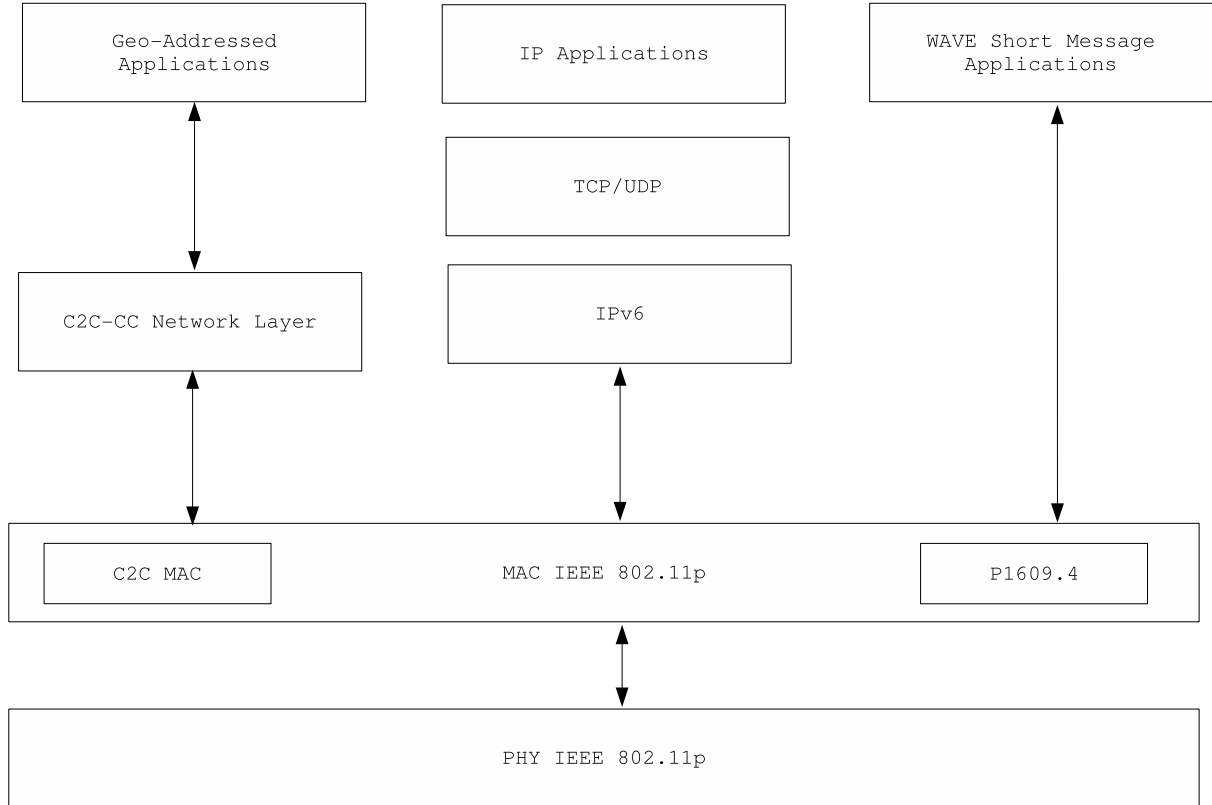 Geo-Addressed
Applications
IP Applications
WAVE Short Message
Applications
TCP/UDP
C2C-CC Network Layer
IPv6
C2C MAC
MAC IEEE 802.11p
P1609.4
PHY IEEE 802.11p